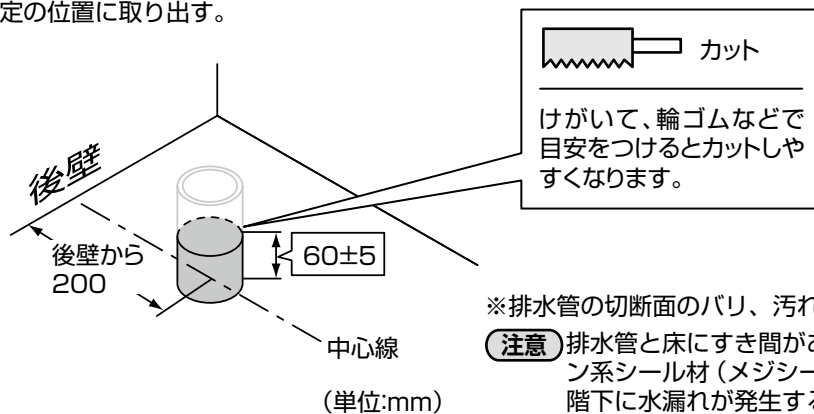 定の位置に取り出す。
カット
けがいて、輪ゴムなどで
目安をつけるとカットしや
すくなります。
後壁
後壁から
200
60±5
中心線
(単位:mm)
※排水管の切断面のバリ、汚れ
注意 排水管と床にすき間があ
ン系シール材(メジシー
階下に水漏れが発生する